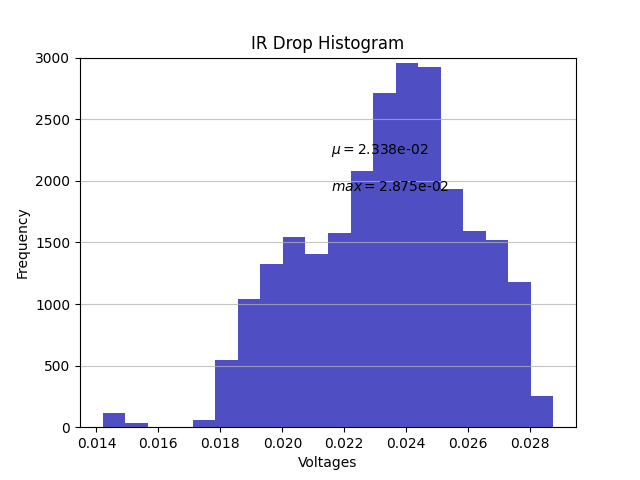 IR Drop Histogram
3000
2500
2000
1500
1000
500
0
Frequency
μ = 2.338e-02
max = 2.875e-02
0.014 0.016 0.018 0.020 0.022 0.024 0.026 0.028
Voltages